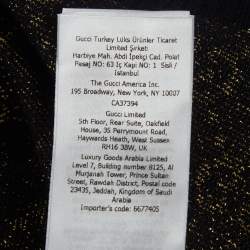 Gucci Turkey Lüks Ürünler Ticaret
Limited Şirketi
Harbiye Mah. Abdi İpekçi Cad. Polat
Pasaj NO: 63 İç Kapı NO: 1 Şişli /
İstanbul
The Gucci America Inc.
195 Broadway, New York, NY 10007
CA37394
Gucci Limited
5th Floor, Rear Suite, Oakfield
House, 35 Perrymount Road,
Haywards Heath, West Sussex
RH16 3BW, UK
Luxury Goods Arabia Limited
Level 7, Building number 8125, Al
Murjanah Tower, Prince Sultan
Street, Rawdah District, Postal code
23435, Jeddah, Kingdom of Saudi
Arabia
Importer's code: 6677405